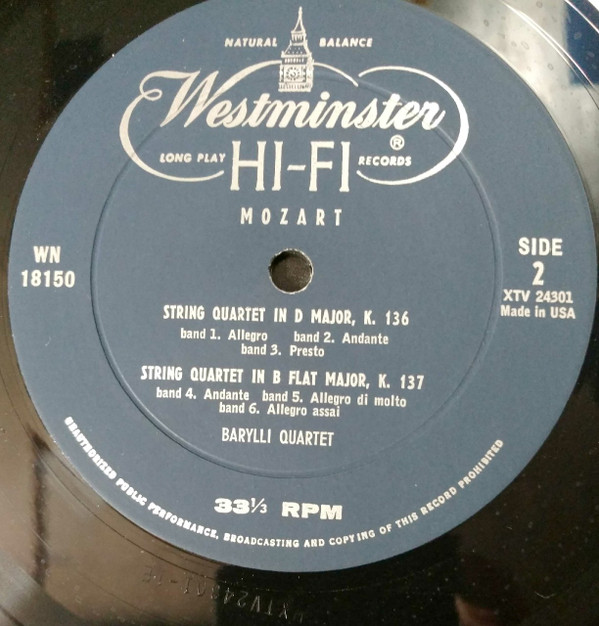 NATURAL BALANCE
Westminster®
LONG PLAY HI-FI RECORDS
MOZART
WN
18150
SIDE
2
XTV 24301
Made in USA
STRING QUARTET IN D MAJOR, K. 136
band 1. Allegro band 2. Andante
band 3. Presto
STRING QUARTET IN B FLAT MAJOR, K. 137
band 4. Andante band 5. Allegro di molto
band 6. Allegro assai
BARYLLI QUARTET
33⅓ RPM
UNAUTHORIZED PUBLIC PERFORMANCE, BROADCASTING AND COPYING OF THIS RECORD PROHIBITED